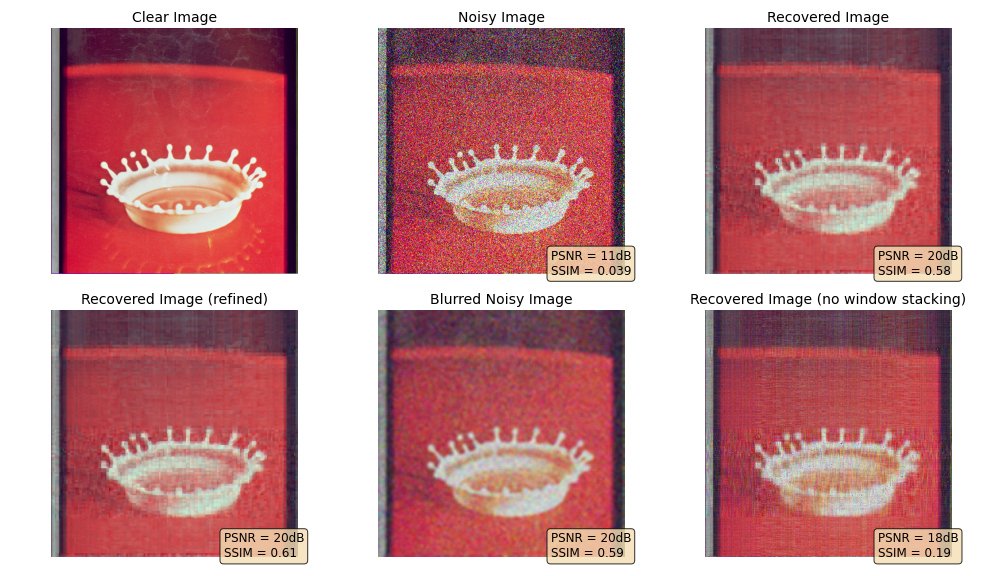 Clear Image
Noisy Image
Recovered Image
PSNR = 11dB
SSIM = 0.039
PSNR = 20dB
SSIM = 0.58
Recovered Image (refined)
Blurred Noisy Image
Recovered Image (no window stacking)
PSNR = 20dB
SSIM = 0.61
PSNR = 20dB
SSIM = 0.59
PSNR = 18dB
SSIM = 0.19